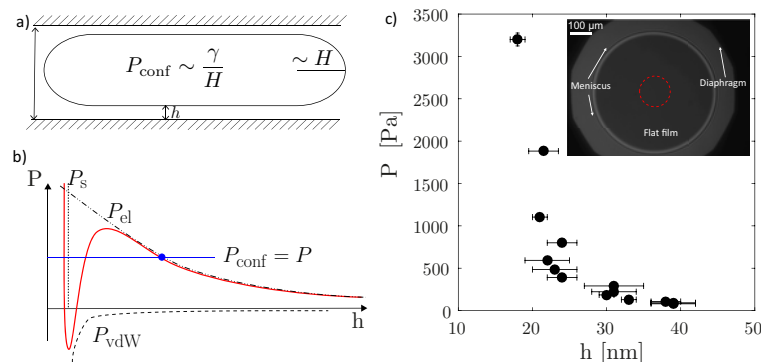 a)
P_conf ∼ γ/H
∼ H
h
b)
P
P_s
P_el
P_conf = P
h
P_vdW
c)
P [Pa]
3500
3000
2500
2000
1500
1000
500
0
10
20
30
40
50
h [nm]
100 µm
Meniscus
Diaphragm
Flat film